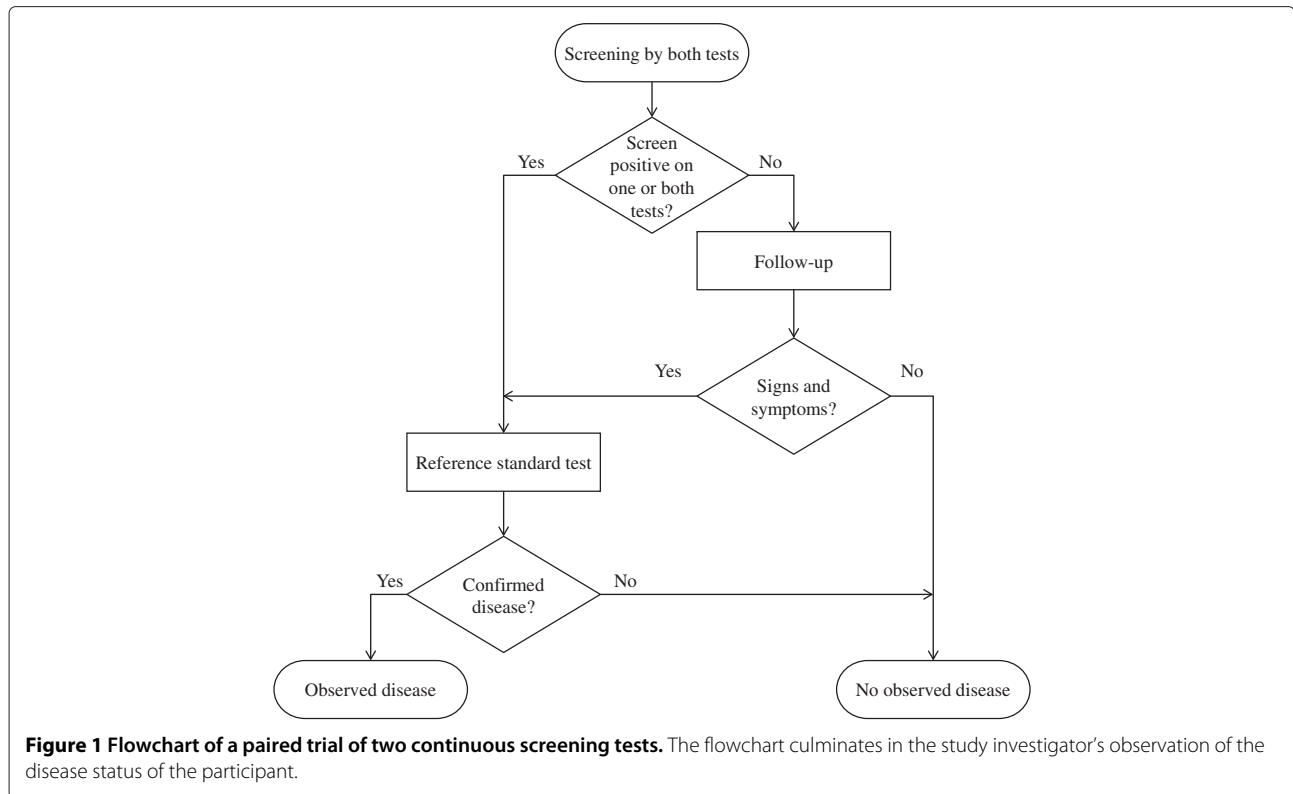 Screening by both tests
Screen
positive on
one or both
tests?
Yes
No
Follow-up
Signs and
symptoms?
Yes
No
Reference standard test
Confirmed
disease?
Yes
No
Observed disease
No observed disease
Figure 1 Flowchart of a paired trial of two continuous screening tests. The flowchart culminates in the study investigator's observation of the
disease status of the participant.